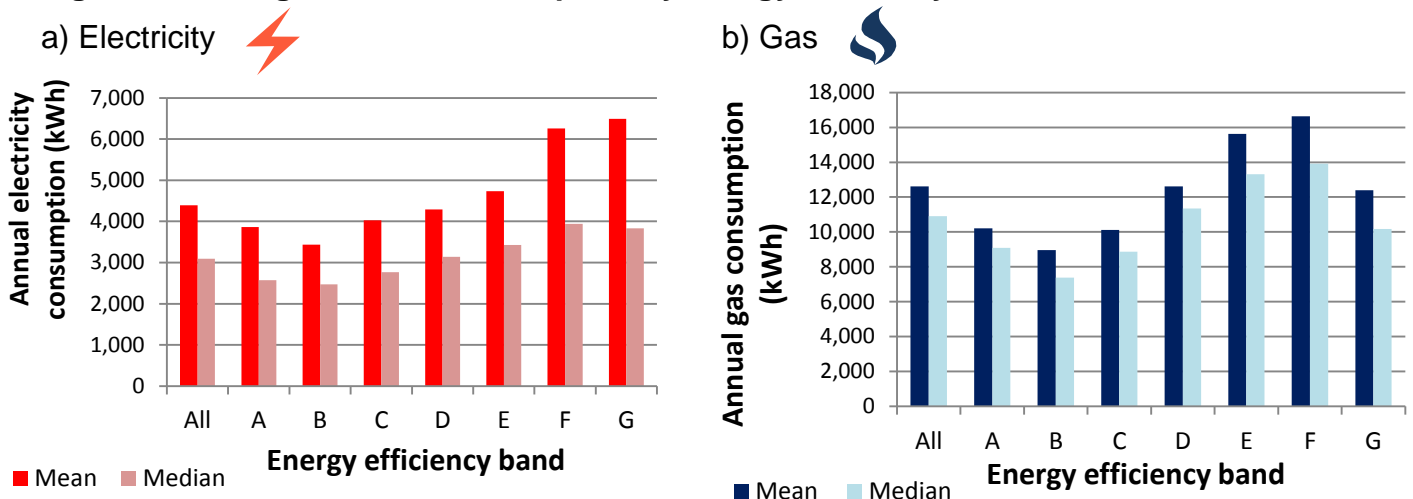 a) Electricity
Annual electricity
consumption (kWh)
7,000
6,000
5,000
4,000
3,000
2,000
1,000
0
All A B C D E F G
Energy efficiency band
Mean Median
b) Gas
Annual gas consumption
(kWh)
18,000
16,000
14,000
12,000
10,000
8,000
6,000
4,000
2,000
0
All A B C D E F G
Energy efficiency band
Mean Median